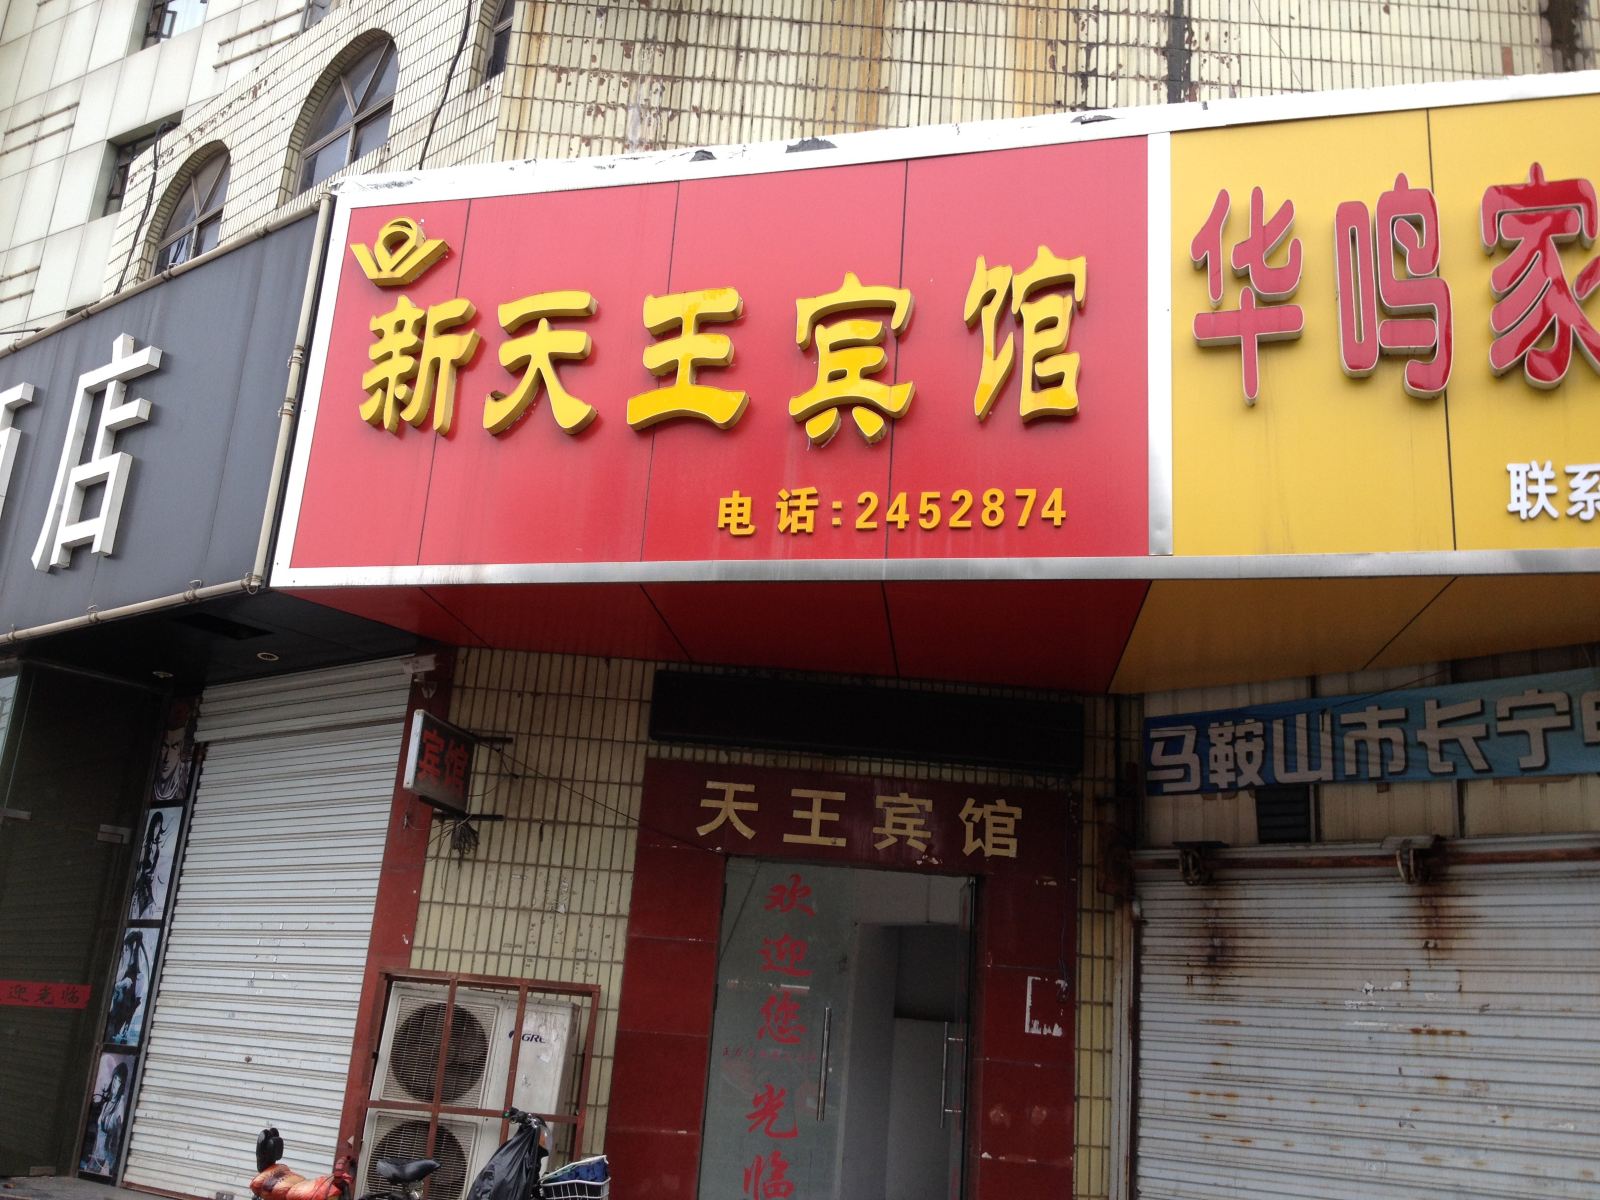 店
新天王宾馆
电话:2452874
华鸣家
联系
宾馆
天王宾馆
马鞍山市长宁
欢迎您光临
迎光临
GREE